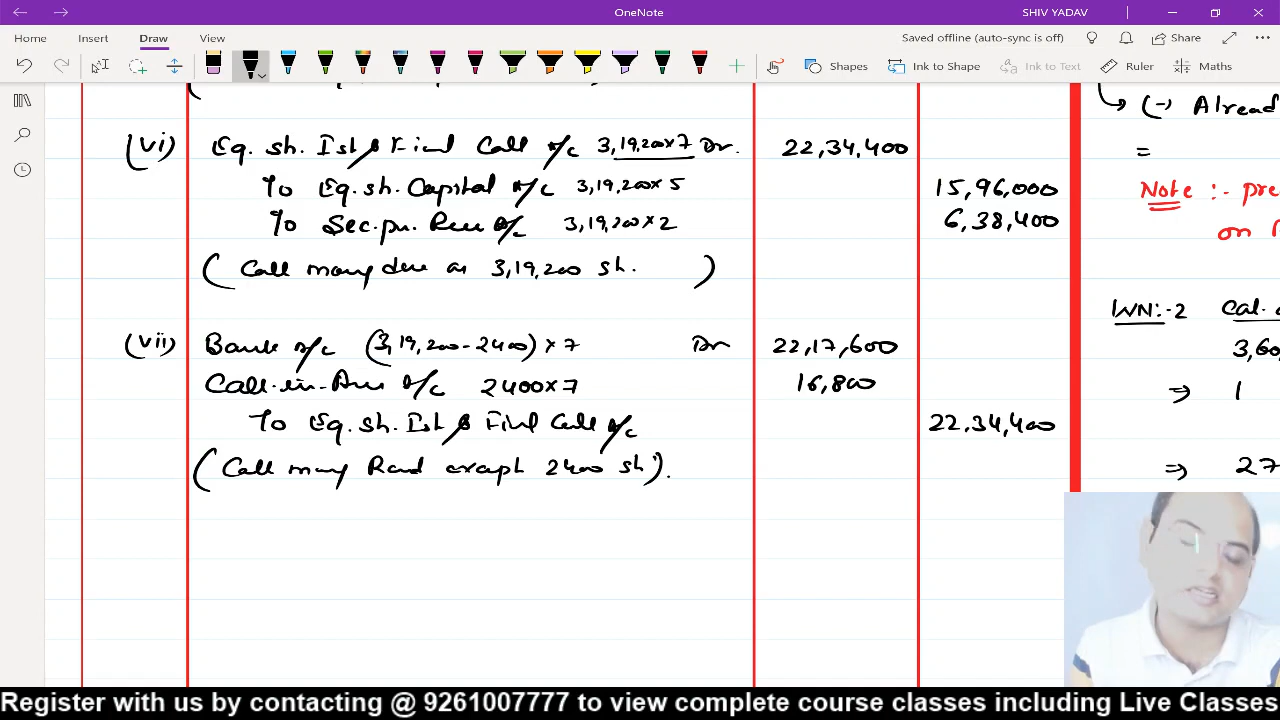 OneNote
SHIV YADAV
Home Insert Draw View
Saved offline (auto-sync is off)
Share
Shapes
Ink to Shape
Ink to Text
Ruler
Maths
(vi) Eq. sh. Ist & Final Call A/c 3,19,200×7 Dr. 22,34,400
To Eq. sh. Capital A/c 3,19,200×5 15,96,000
To Sec. pr. Res A/c 3,19,200×2 6,38,400
( Call money due on 3,19,200 sh. )
(vii) Bank A/c (3,19,200-2400)×7 Dr 22,17,600
Call-in-Arr A/c 2400×7 16,800
To Eq. sh. Ist & Final Call A/c 22,34,400
( Call money Recd except 2400 sh ).
(-) Already
=
Note :- pre
on
WN:-2 Cal.
3,60
⇒ 1
⇒ 27
Register with us by contacting @ 9261007777 to view complete course classes including Live Classes